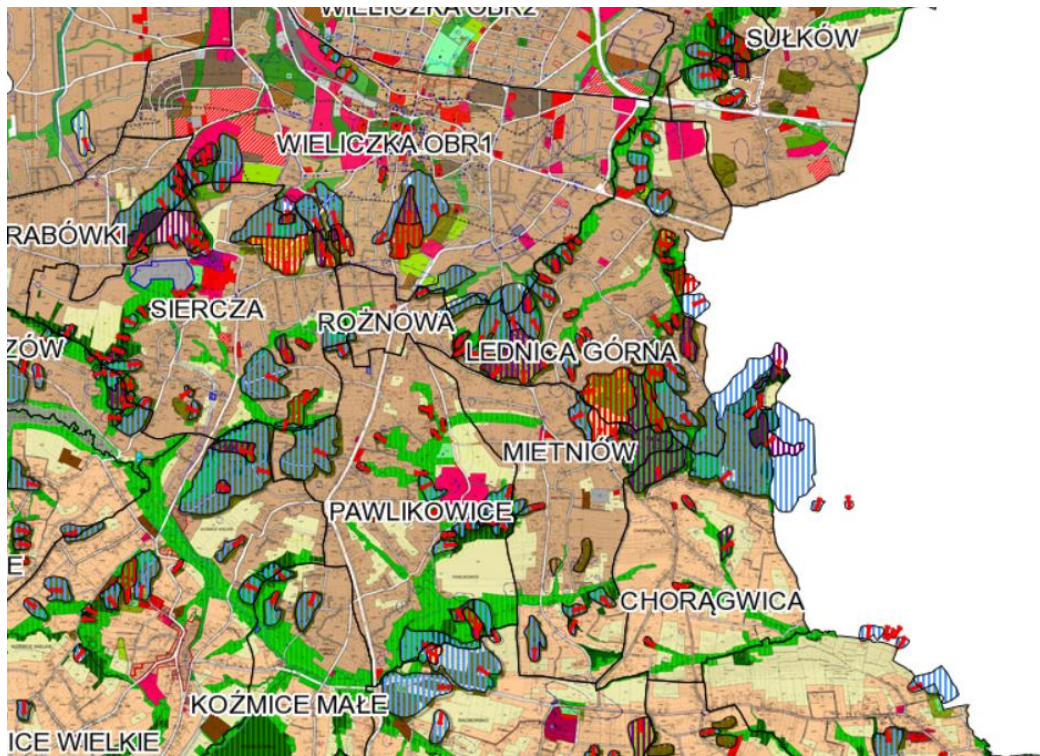 WIELICZKA OBR2
SUŁKÓW
WIELICZKA OBR1
RABÓWKI
SIERCZA
ROŻNOWA
ZÓW
LEDNICA GÓRNA
MIETNIÓW
PAWLIKOWICE
E
CHORĄGWICA
KOŹMICE MAŁE
ICE WIELKIE